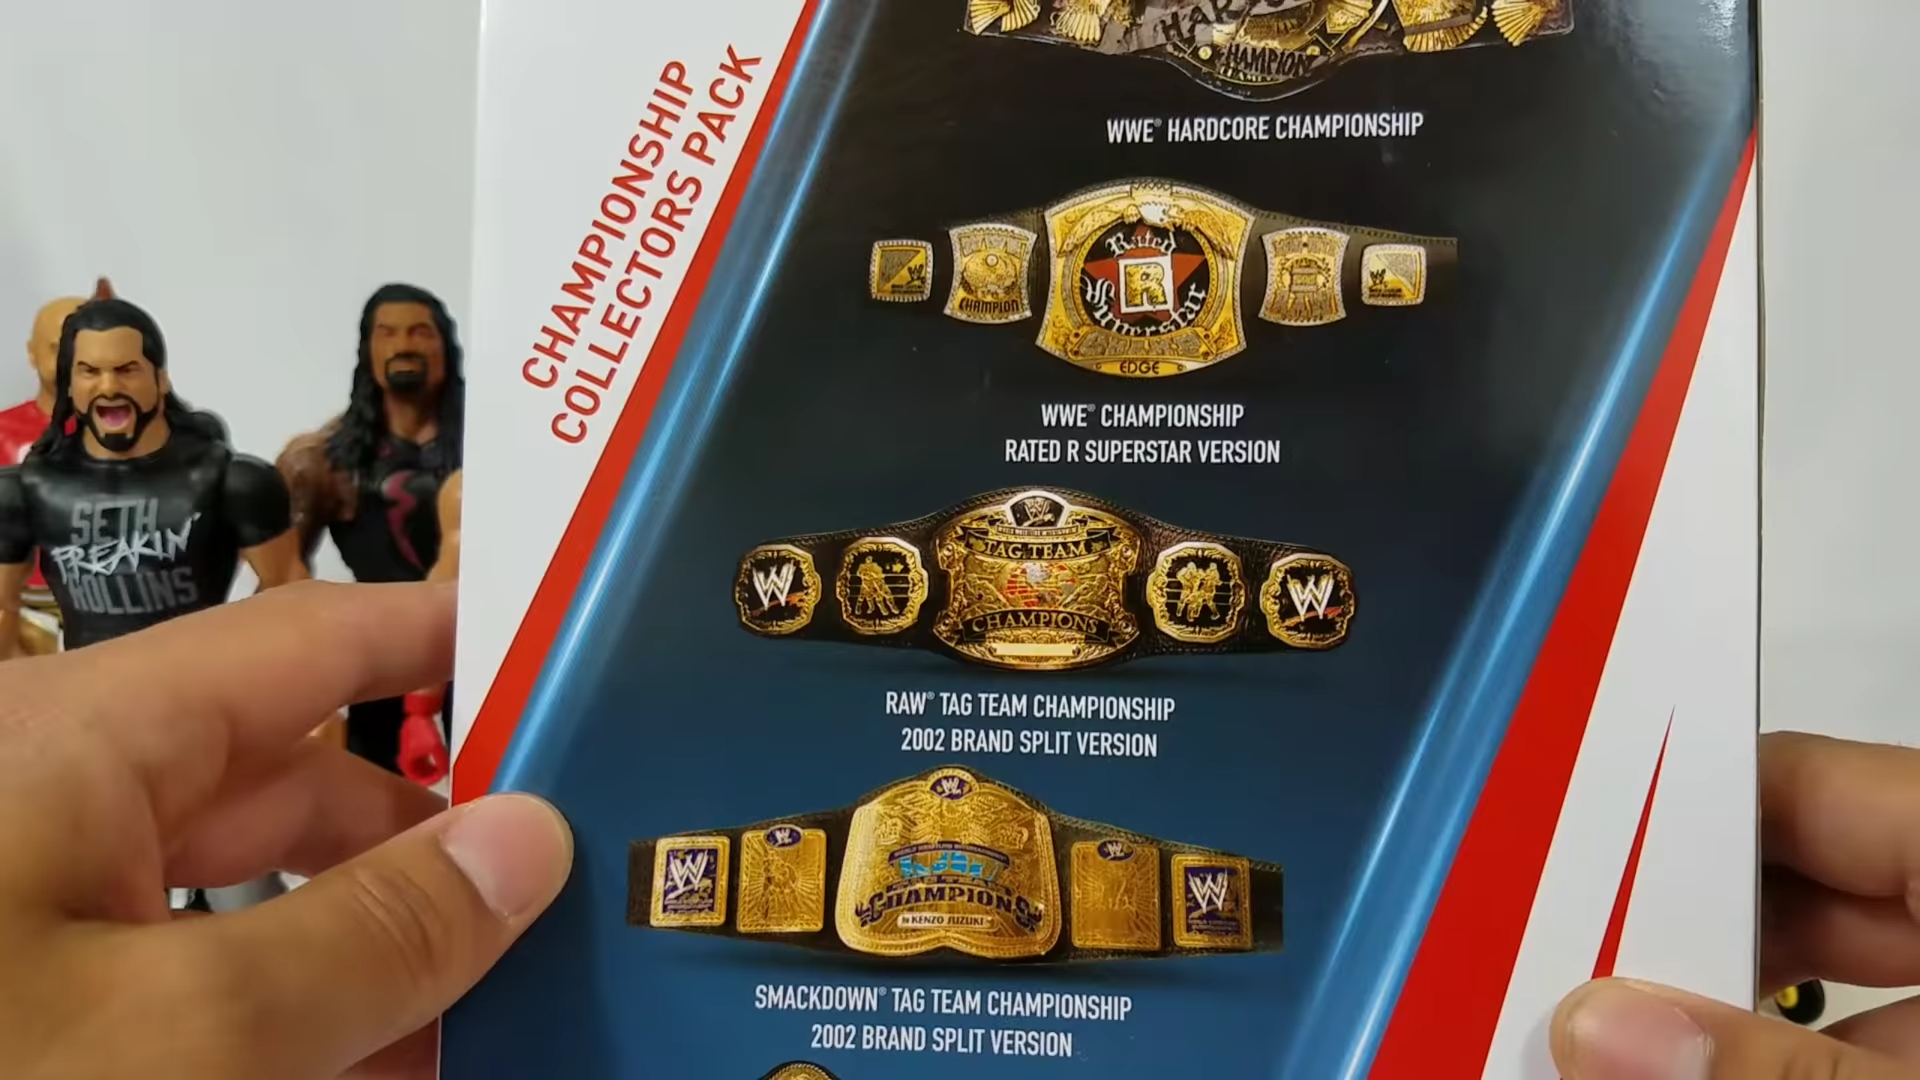 CHAMPIONSHIP
COLLECTORS PACK
HAMPION
WWE® HARDCORE CHAMPIONSHIP
Rated
R
Superstar
CHAMPION
EDGE
WWE® CHAMPIONSHIP
RATED R SUPERSTAR VERSION
TAG TEAM
CHAMPIONS
RAW® TAG TEAM CHAMPIONSHIP
2002 BRAND SPLIT VERSION
CHAMPIONS
KENZO SUZUKI
SMACKDOWN® TAG TEAM CHAMPIONSHIP
2002 BRAND SPLIT VERSION
SETH
FREAKIN'
ROLLINS